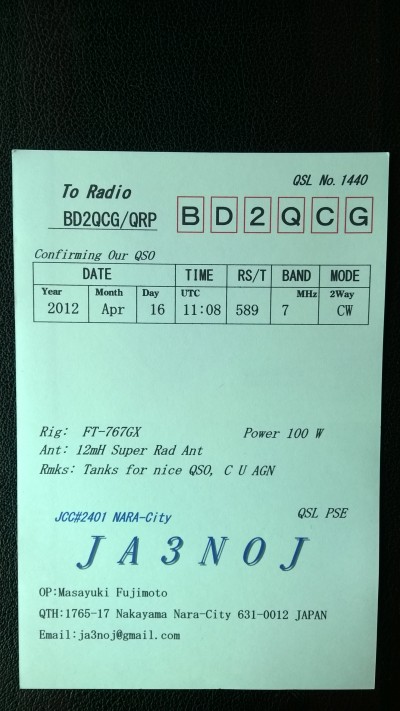 QSL No. 1440
To Radio
BD2QCG/QRP
BD2QCG
Confirming Our QSO
DATE TIME RS/T BAND MODE
Year Month Day UTC MHz 2Way
2012 Apr 16 11:08 589 7 CW
Rig: FT-767GX Power 100 W
Ant: 12mH Super Rad Ant
Rmks: Tanks for nice QSO, C U AGN
JCC#2401 NARA-City QSL PSE
JA3NOJ
OP:Masayuki Fujimoto
QTH:1765-17 Nakayama Nara-City 631-0012 JAPAN
Email:ja3noj@gmail.com